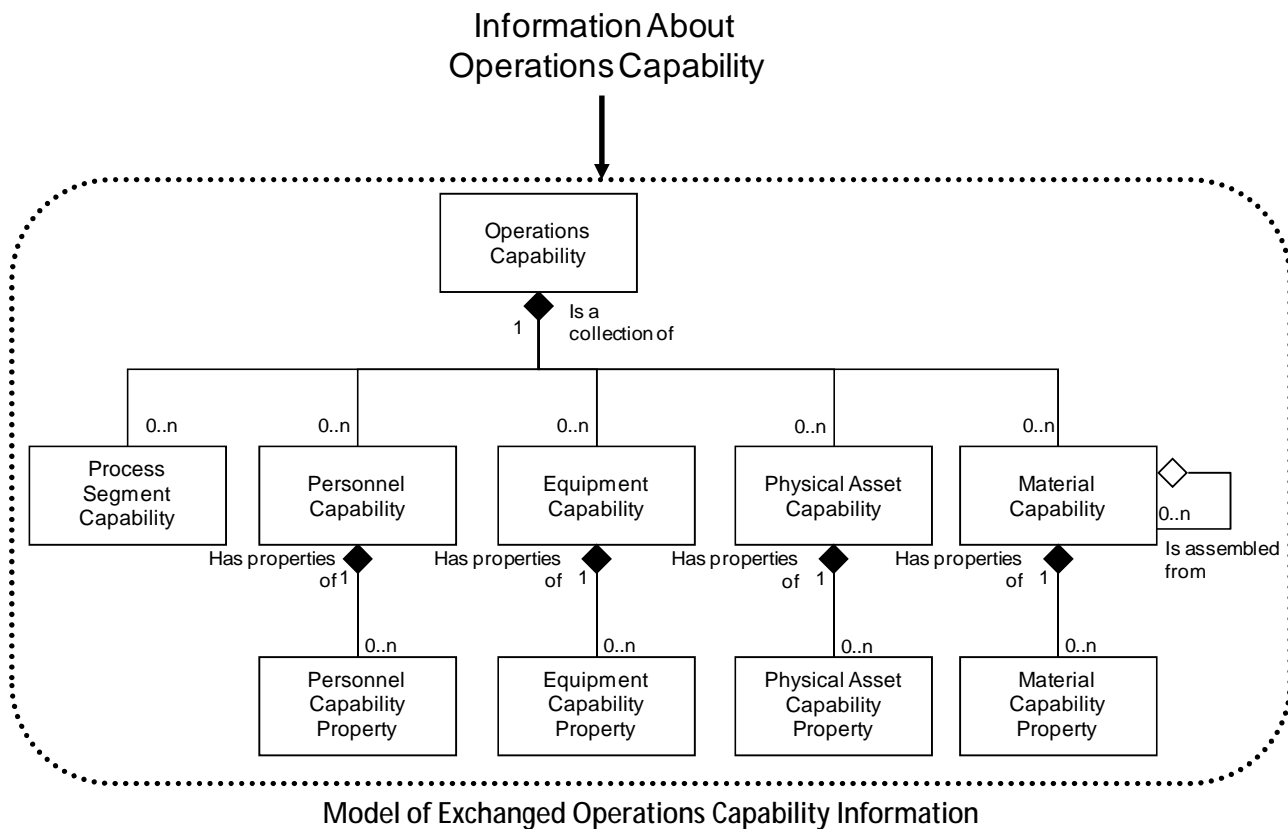 Information About
Operations Capability
Operations
Capability
1
Is a
collection of
0..n
0..n
0..n
0..n
0..n
Process
Segment
Capability
Personnel
Capability
Equipment
Capability
Physical Asset
Capability
Material
Capability
0..n
Is assembled
from
Has properties
of 1
Has properties
of 1
Has properties
of 1
Has properties
of 1
0..n
0..n
0..n
0..n
Personnel
Capability
Property
Equipment
Capability
Property
Physical Asset
Capability
Property
Material
Capability
Property
Model of Exchanged Operations Capability Information